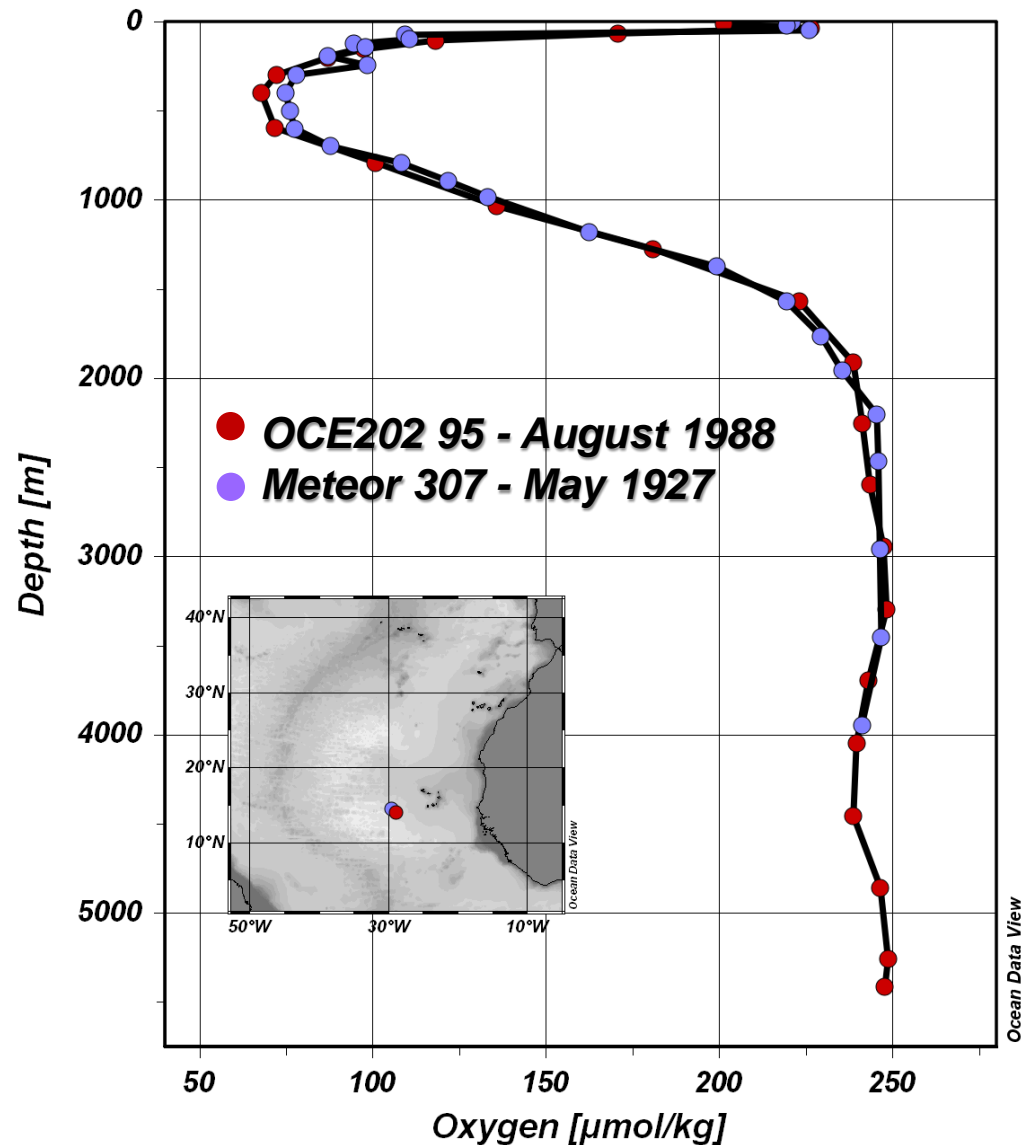 0
1000
2000
3000
4000
5000
Depth [m]
OCE202 95 - August 1988
Meteor 307 - May 1927
40°N
30°N
20°N
10°N
50°W
30°W
10°W
Ocean Data View
Ocean Data View
50
100
150
200
250
Oxygen [µmol/kg]